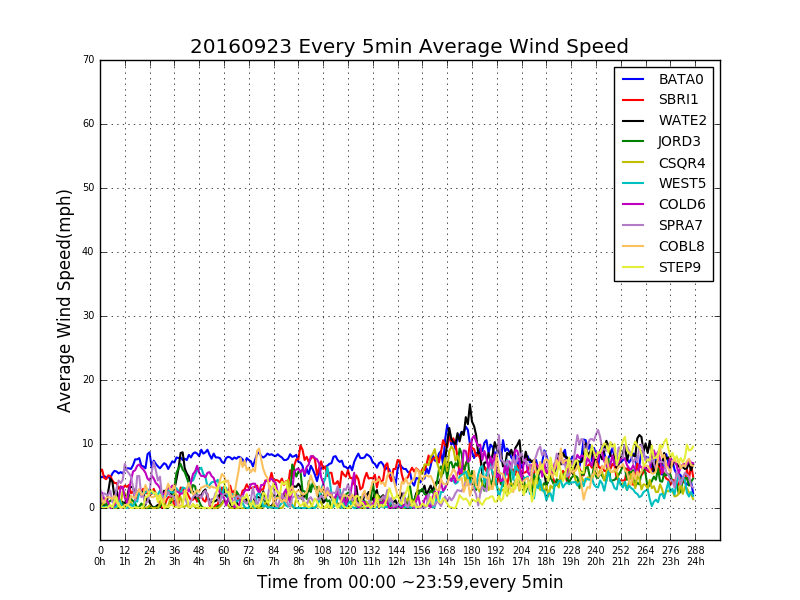 20160923 Every 5min Average Wind Speed
70
60
50
40
30
20
10
0
Average Wind Speed(mph)
BATA0
SBRI1
WATE2
JORD3
CSQR4
WEST5
COLD6
SPRA7
COBL8
STEP9
0 12 24 36 48 60 72 84 96 108 120 132 144 156 168 180 192 204 216 228 240 252 264 276 288
0h 1h 2h 3h 4h 5h 6h 7h 8h 9h 10h 11h 12h 13h 14h 15h 16h 17h 18h 19h 20h 21h 22h 23h 24h
Time from 00:00 ~23:59,every 5min